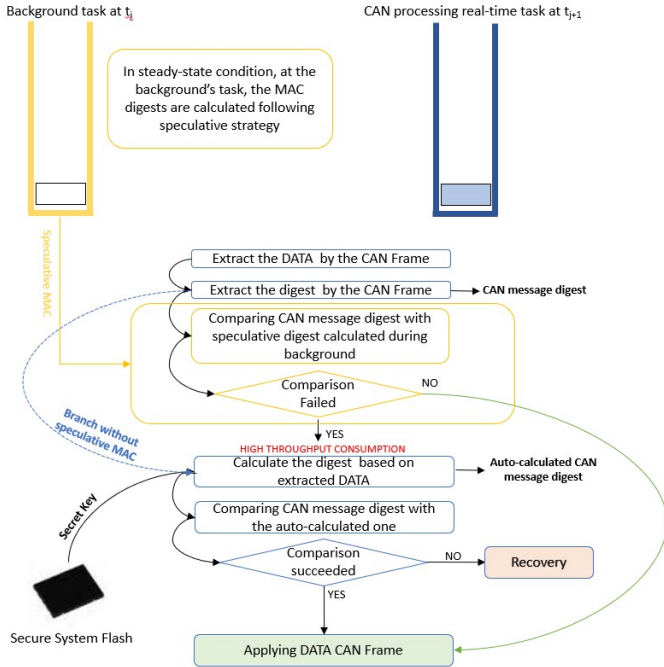 Background task at tj
CAN processing real-time task at tj+1
In steady-state condition, at the
background's task, the MAC
digests are calculated following
speculative strategy
Speculative MAC
Extract the DATA by the CAN Frame
Extract the digest by the CAN Frame
CAN message digest
Comparing CAN message digest with
speculative digest calculated during
background
Comparison
Failed
NO
YES
Branch without
speculative MAC
HIGH THROUGHPUT CONSUMPTION
Calculate the digest based on
extracted DATA
Auto-calculated CAN
message digest
Secret Key
Comparing CAN message digest with
the auto-calculated one
Comparison
succeeded
NO
Recovery
YES
Secure System Flash
Applying DATA CAN Frame